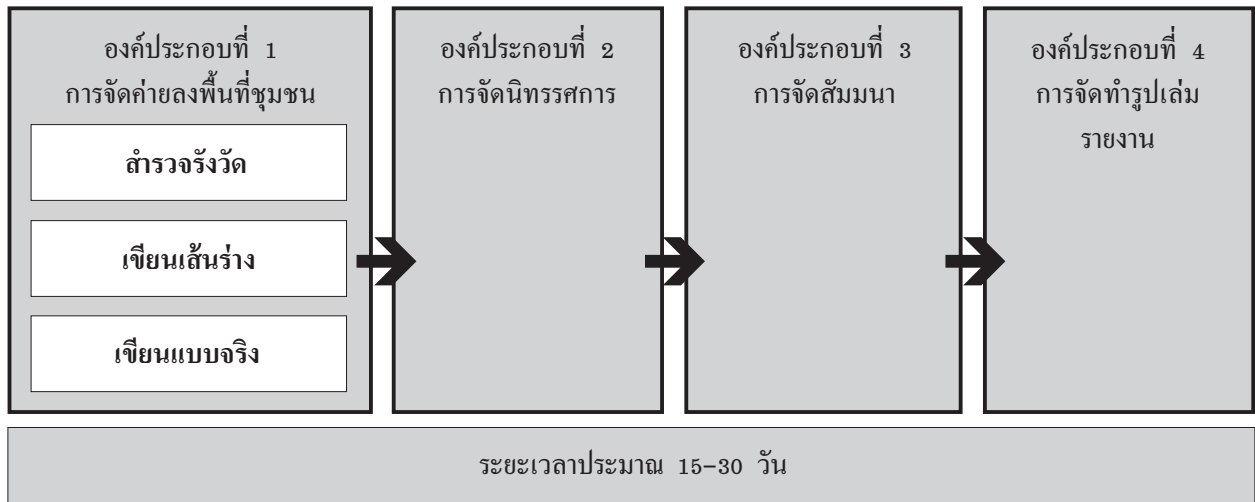 องค์ประกอบที่ 1
การจัดค่ายลงพื้นที่ชุมชน
สำรวจรังวัด
เขียนเส้นร่าง
เขียนแบบจริง
องค์ประกอบที่ 2
การจัดนิทรรศการ
องค์ประกอบที่ 3
การจัดสัมมนา
องค์ประกอบที่ 4
การจัดทำรูปเล่ม
รายงาน
ระยะเวลาประมาณ 15-30 วัน